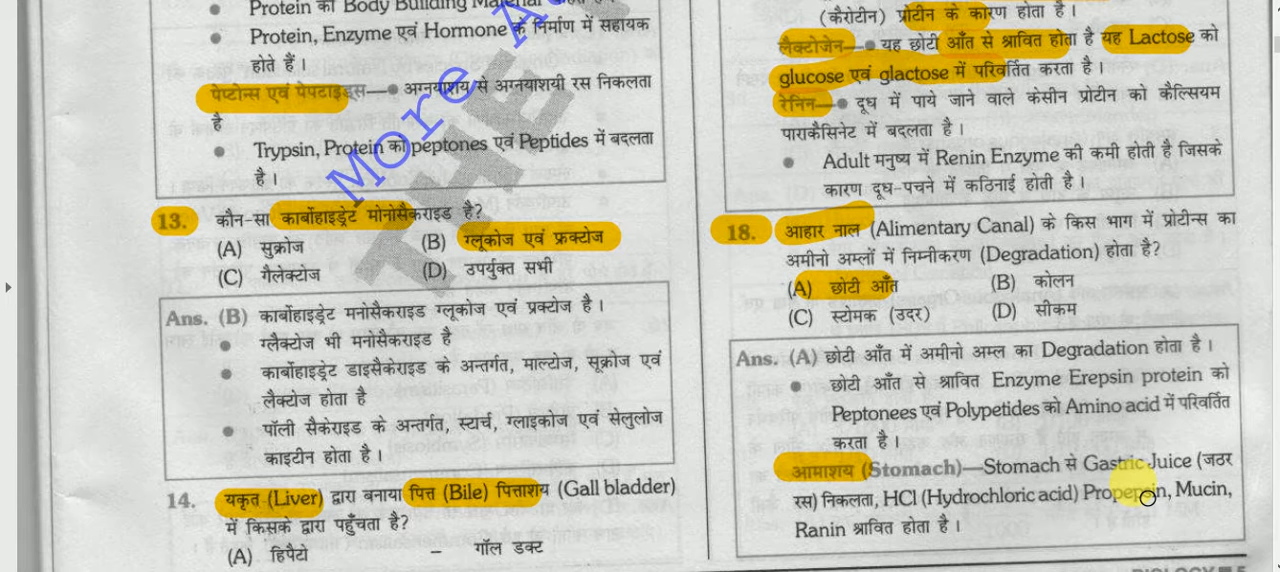 Protein को Body Building Material
• Protein, Enzyme एवं Hormone के निर्माण में सहायक
होते हैं।
पेप्टोन्स एवं पेपटाइड्स—• अग्नयाशय से अग्नयाशयी रस निकलता
है
• Trypsin, Protein को peptones एवं Peptides में बदलता
है।
13. कौन-सा कार्बोहाइड्रेट मोनोसैकराइड है?
(A) सुक्रोज (B) ग्लूकोज एवं फ्रक्टोज
(C) गैलेक्टोज (D) उपर्युक्त सभी
Ans. (B) कार्बोहाइड्रेट मनोसैकराइड ग्लूकोज एवं प्रक्टोज है।
• ग्लैक्टोज भी मनोसैकराइड है
• कार्बोहाइड्रेट डाइसैकेराइड के अन्तर्गत, माल्टोज, सूक्रोज एवं
लैक्टोज होता है
• पॉली सैकेराइड के अन्तर्गत, स्टार्च, ग्लाइकोज एवं सेलुलोज
काइटीन होता है।
14. यकृत (Liver) द्वारा बनाया पित्त (Bile) पित्ताशय (Gall bladder)
में किसके द्वारा पहुँचता है?
(A) हिपैटो – गॉल डक्ट
(कैरोटीन) प्रोटीन के कारण होता है।
लैक्टोजेन—• यह छोटी आँत से श्रावित होता है यह Lactose को
glucose एवं glactose में परिवर्तित करता है।
रेनिन—• दूध में पाये जाने वाले केसीन प्रोटीन को कैल्सियम
पाराकैसिनेट में बदलता है।
• Adult मनुष्य में Renin Enzyme की कमी होती है जिसके
कारण दूध-पचने में कठिनाई होती है।
18. आहार नाल (Alimentary Canal) के किस भाग में प्रोटीन्स का
अमीनो अम्लों में निम्नीकरण (Degradation) होता है?
(A) छोटी आँत (B) कोलन
(C) स्टोमक (उदर) (D) सीकम
Ans. (A) छोटी आँत में अमीनो अम्ल का Degradation होता है।
• छोटी आँत से श्रावित Enzyme Erepsin protein को
Peptonees एवं Polypetides को Amino acid में परिवर्तित
करता है।
आमाशय (Stomach)—Stomach से Gastric Juice (जठर
रस) निकलता, HCl (Hydrochloric acid) Propepsin, Mucin,
Ranin श्रावित होता है।
More
THE